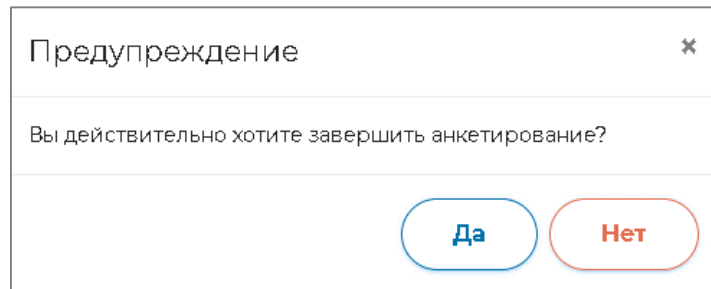 Предупреждение
Вы действительно хотите завершить анкетирование?
Да Нет